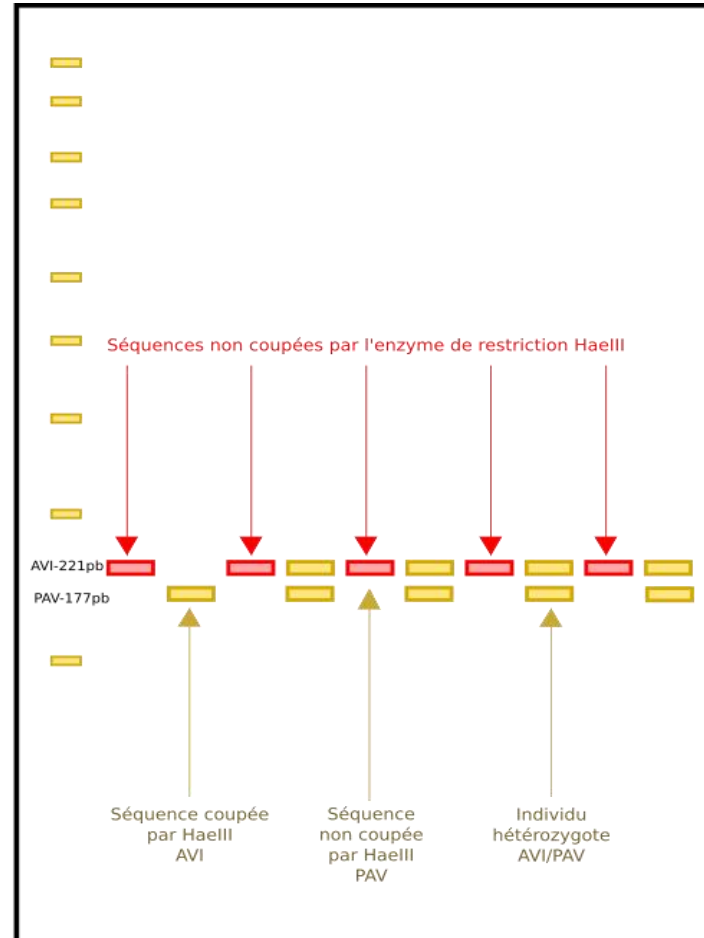 Séquences non coupées par l'enzyme de restriction HaeIII
AVI-221pb
PAV-177pb
Séquence coupée
par HaeIII
AVI
Séquence
non coupée
par HaeIII
PAV
Individu
hétérozygote
AVI/PAV